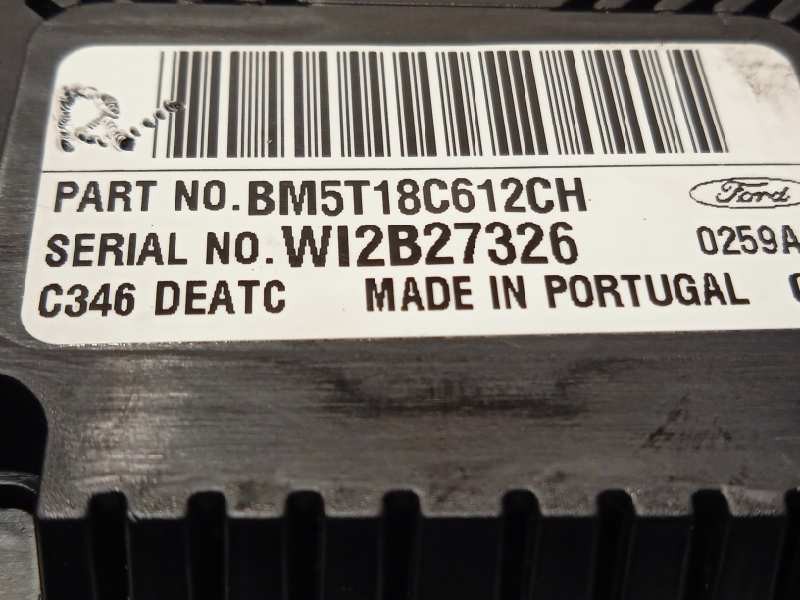 PART NO.BM5T18C612CH
Ford
SERIAL NO.WI2B27326
0259A
C346 DEATC MADE IN PORTUGAL